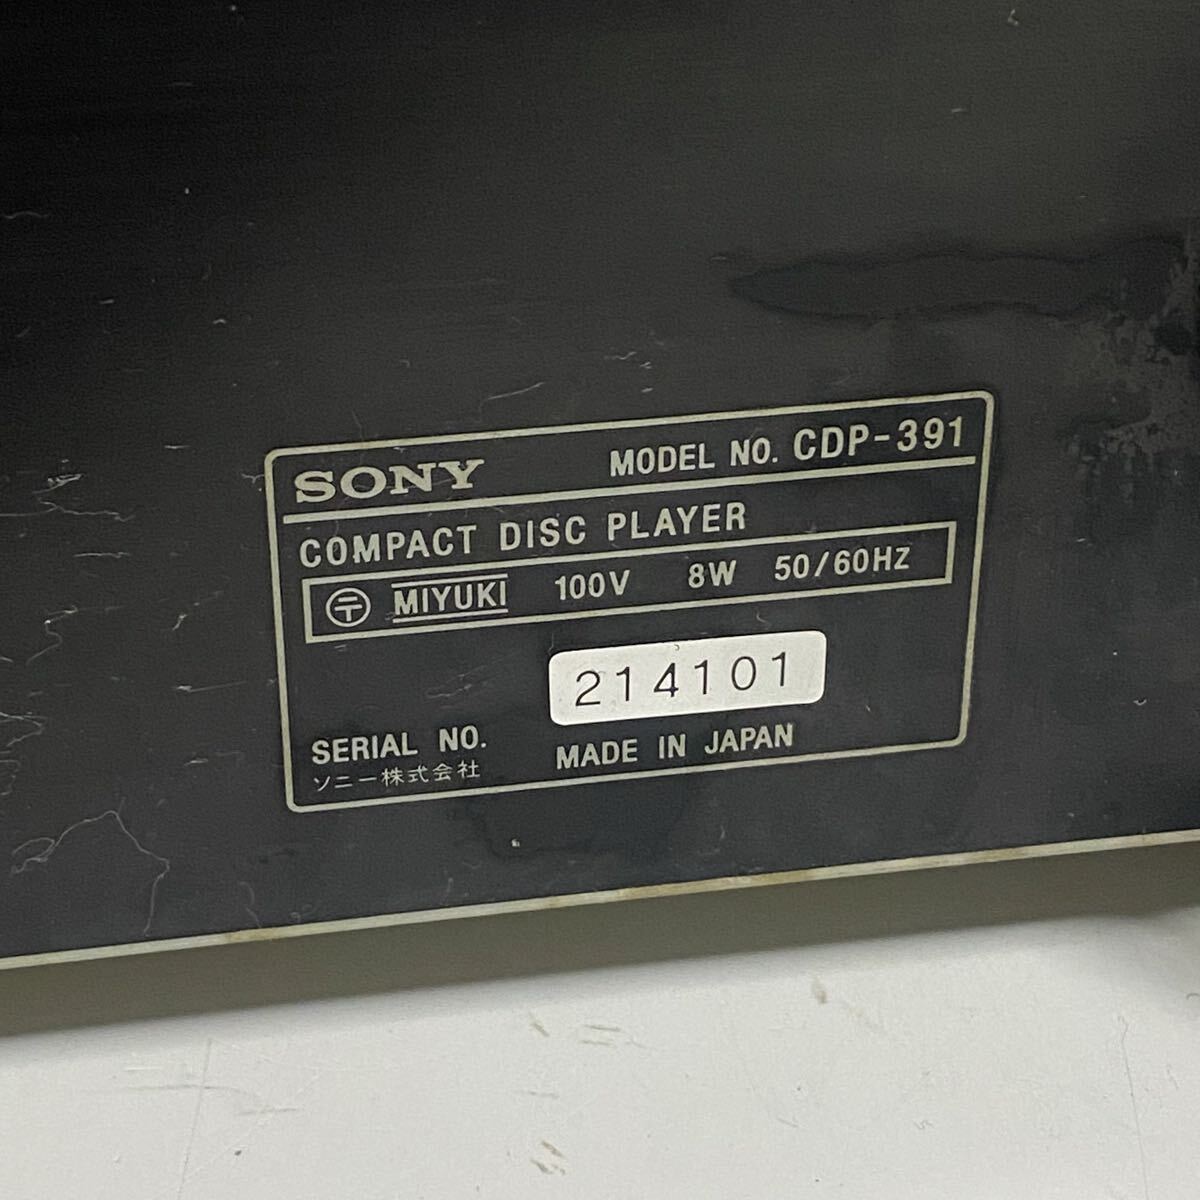 SONY MODEL NO. CDP-391
COMPACT DISC PLAYER
〶 MIYUKI 100V 8W 50/60Hz
214101
SERIAL NO. MADE IN JAPAN
ソニー株式会社